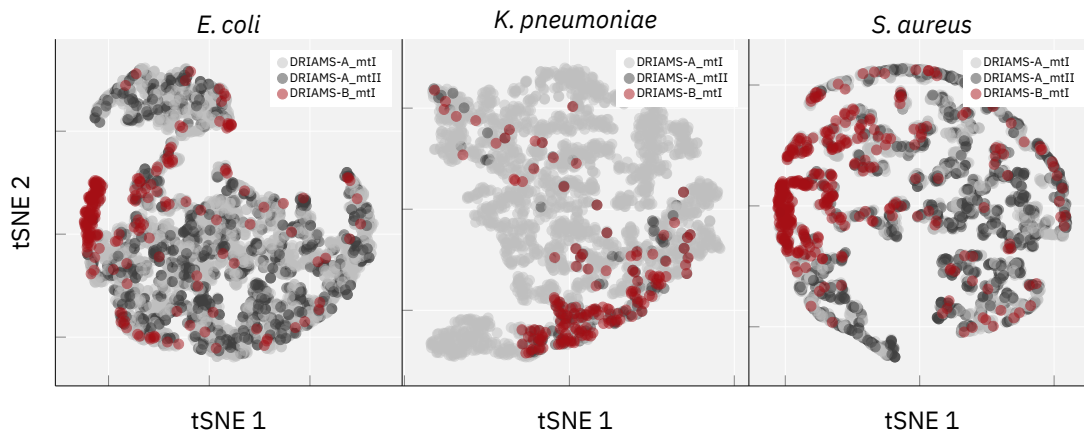 E. coli
K. pneumoniae
S. aureus
DRIAMS-A_mtI
DRIAMS-A_mtII
DRIAMS-B_mtI
DRIAMS-A_mtI
DRIAMS-A_mtII
DRIAMS-B_mtI
DRIAMS-A_mtI
DRIAMS-A_mtII
DRIAMS-B_mtI
tSNE 2
tSNE 1
tSNE 1
tSNE 1